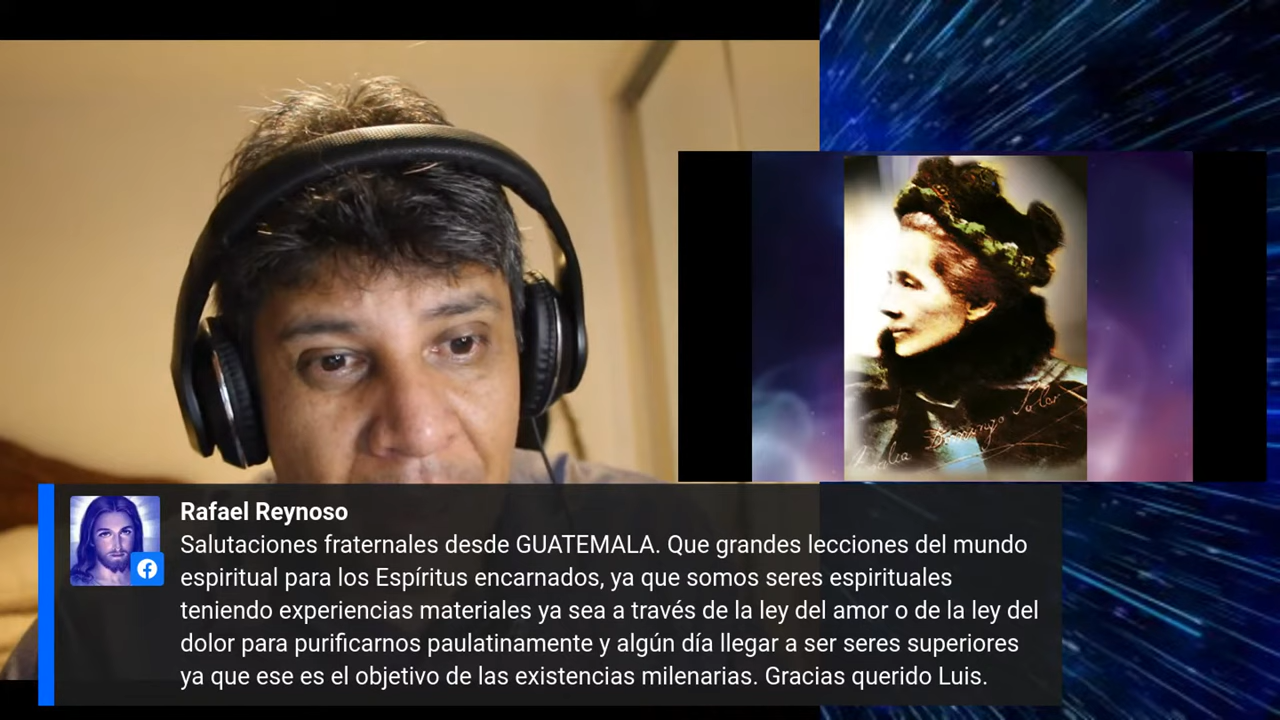 Amalia Domingo Soler
Rafael Reynoso
Salutaciones fraternales desde GUATEMALA. Que grandes lecciones del mundo
espiritual para los Espíritus encarnados, ya que somos seres espirituales
teniendo experiencias materiales ya sea a través de la ley del amor o de la ley del
dolor para purificarnos paulatinamente y algún día llegar a ser seres superiores
ya que ese es el objetivo de las existencias milenarias. Gracias querido Luis.